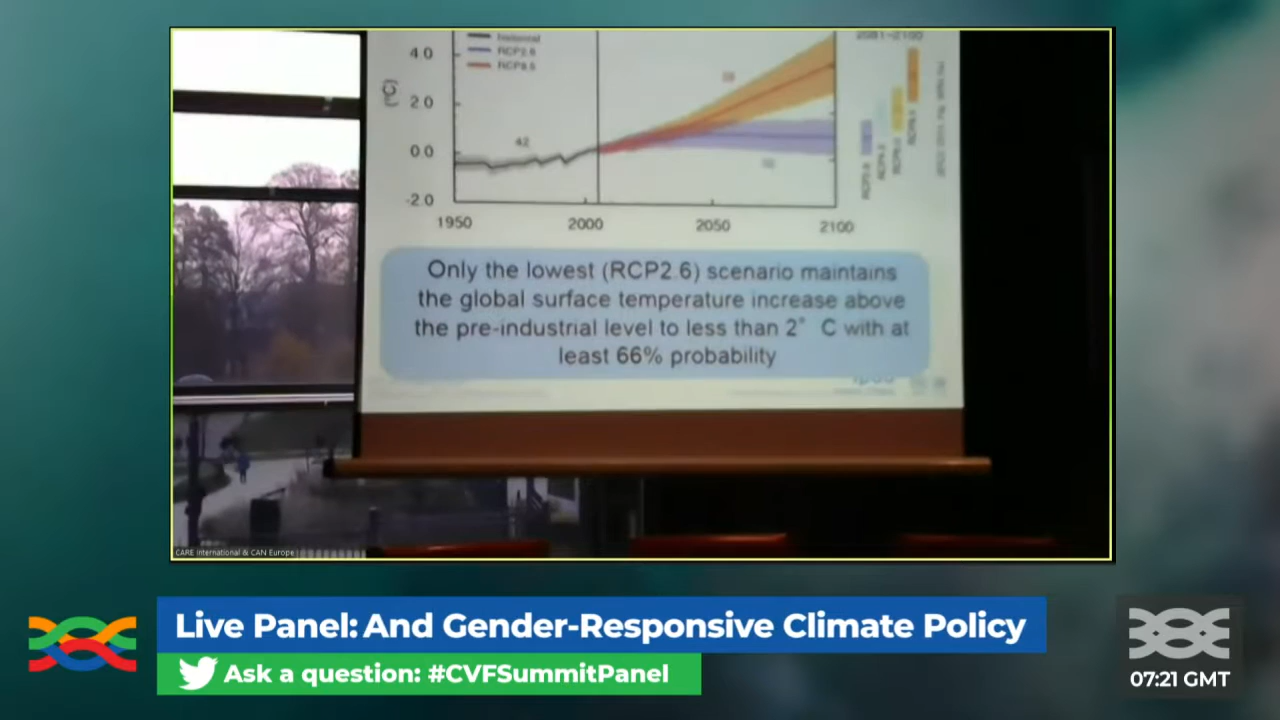 4.0
2.0
0.0
-2.0
(°C)
historical
RCP2.6
RCP8.5
42
39
1950
2000
2050
2100
2081-2100
Only the lowest (RCP2.6) scenario maintains
the global surface temperature increase above
the pre-industrial level to less than 2° C with at
least 66% probability
CARE International & CAN Europe
Live Panel: And Gender-Responsive Climate Policy
Ask a question: #CVFSummitPanel
07:21 GMT